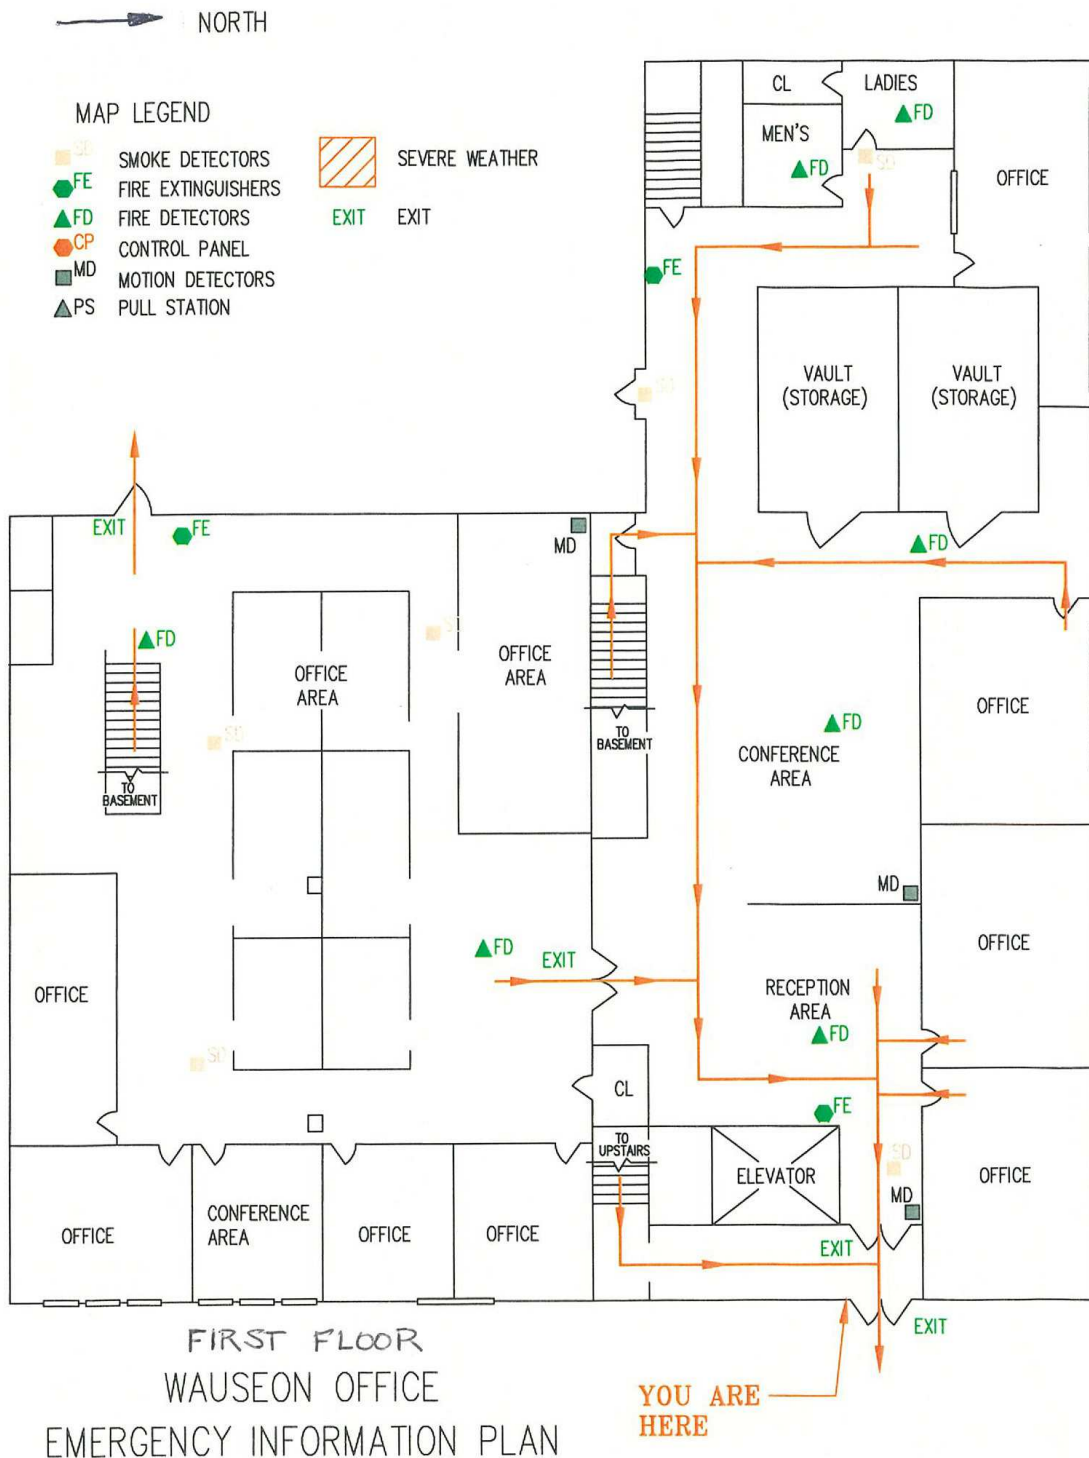 NORTH
MAP LEGEND
SD SMOKE DETECTORS
FE FIRE EXTINGUISHERS
FD FIRE DETECTORS
CP CONTROL PANEL
MD MOTION DETECTORS
PS PULL STATION
SEVERE WEATHER
EXIT EXIT
CL
LADIES
FD
MEN'S
FD
SD
OFFICE
FE
VAULT
(STORAGE)
VAULT
(STORAGE)
SD
EXIT
FE
MD
FD
FD
SD
OFFICE
AREA
OFFICE
AREA
TO
BASEMENT
SD
TO
BASEMENT
FD
CONFERENCE
AREA
OFFICE
MD
OFFICE
FD
EXIT
OFFICE
RECEPTION
AREA
FD
SD
CL
FE
TO
UPSTAIRS
ELEVATOR
SD
MD
OFFICE
OFFICE
CONFERENCE
AREA
OFFICE
OFFICE
EXIT
EXIT
FIRST FLOOR
WAUSEON OFFICE
EMERGENCY INFORMATION PLAN
YOU ARE
HERE